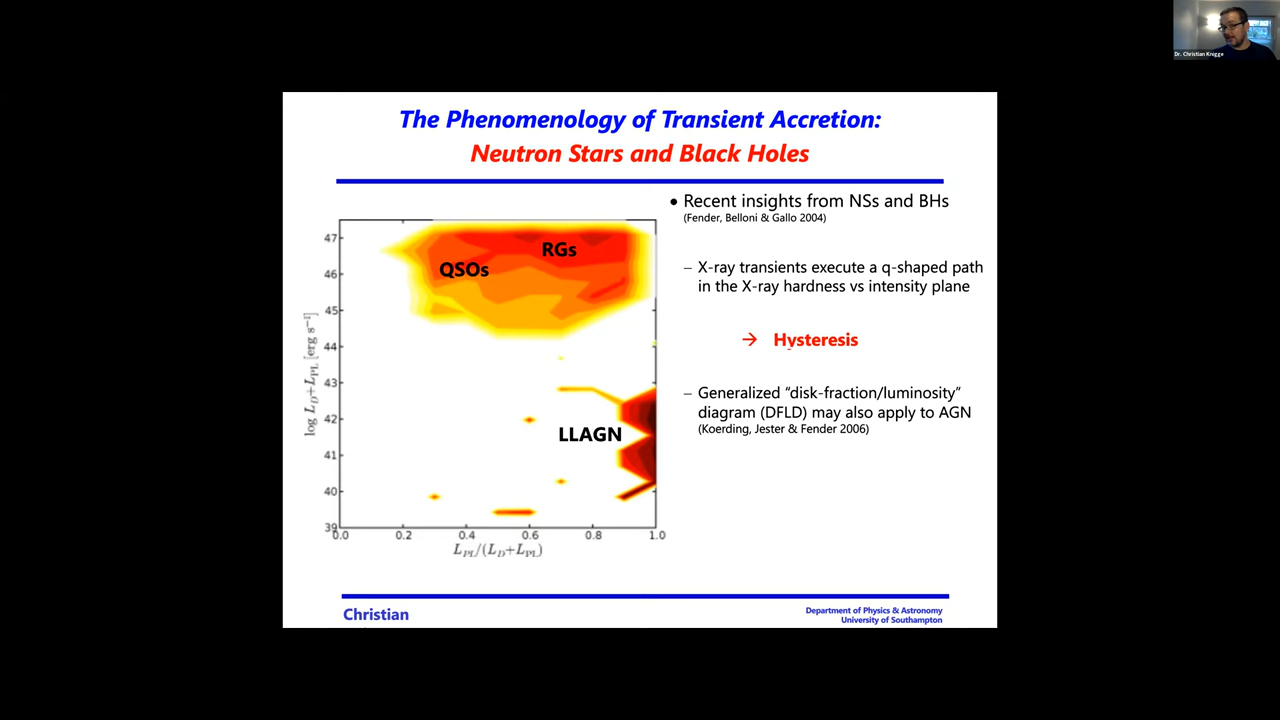 Dr. Christian Knigge
The Phenomenology of Transient Accretion:
Neutron Stars and Black Holes
● Recent insights from NSs and BHs
(Fender, Belloni & Gallo 2004)
– X-ray transients execute a q-shaped path
in the X-ray hardness vs intensity plane
→ Hysteresis
– Generalized “disk-fraction/luminosity”
diagram (DFLD) may also apply to AGN
(Koerding, Jester & Fender 2006)
log L_D+L_PL [erg s⁻¹]
47
46
45
44
43
42
41
40
39
RGs
QSOs
LLAGN
0.0 0.2 0.4 0.6 0.8 1.0
L_PL/(L_D+L_PL)
Christian
Department of Physics & Astronomy
University of Southampton